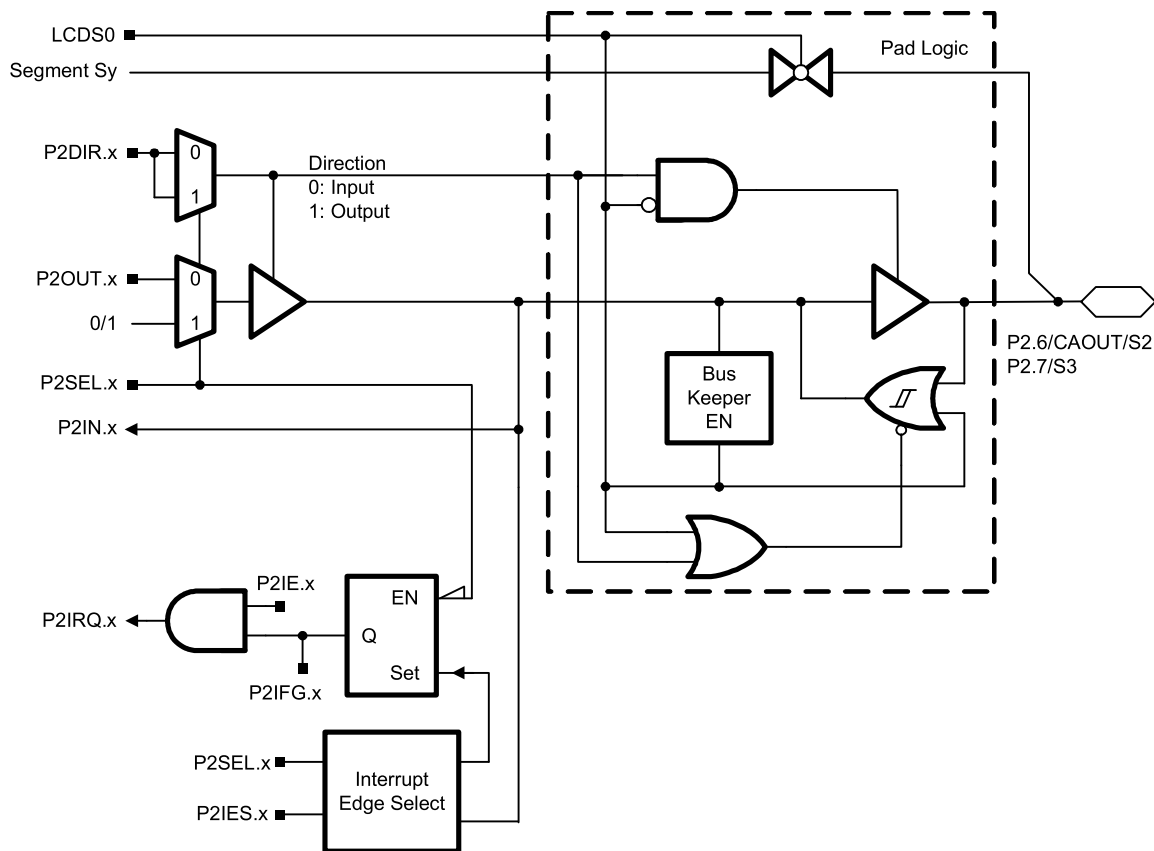 LCDS0
Pad Logic
Segment Sy
P2DIR.x
0
1
Direction
0: Input
1: Output
P2OUT.x
0
0/1
1
P2.6/CAOUT/S2
P2.7/S3
P2SEL.x
Bus
Keeper
EN
P2IN.x
P2IE.x
EN
P2IRQ.x
Q
P2IFG.x
Set
P2SEL.x
Interrupt
Edge Select
P2IES.x